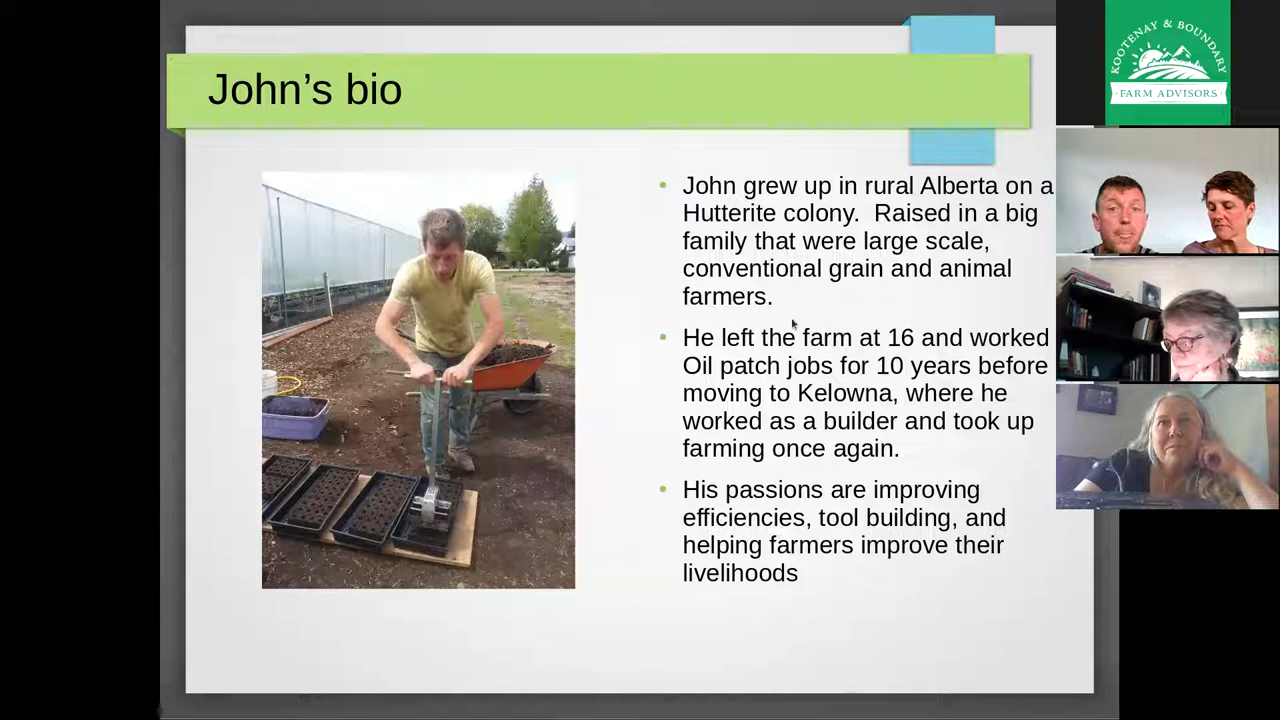 John's bio
John grew up in rural Alberta on a
Hutterite colony.  Raised in a big
family that were large scale,
conventional grain and animal
farmers.
He left the farm at 16 and worked
Oil patch jobs for 10 years before
moving to Kelowna, where he
worked as a builder and took up
farming once again.
His passions are improving
efficiencies, tool building, and
helping farmers improve their
livelihoods
KOOTENAY & BOUNDARY
FARM ADVISORS